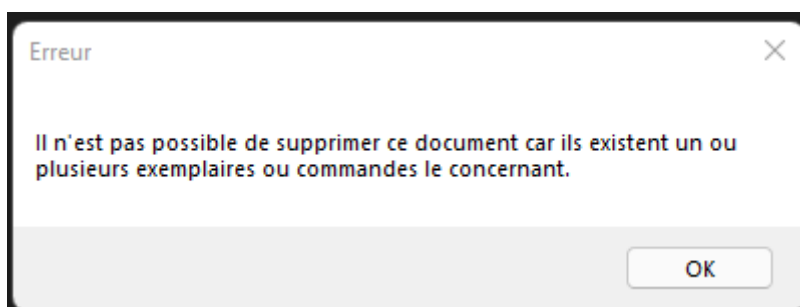 Erreur
Il n'est pas possible de supprimer ce document car ils existent un ou
plusieurs exemplaires ou commandes le concernant.
OK